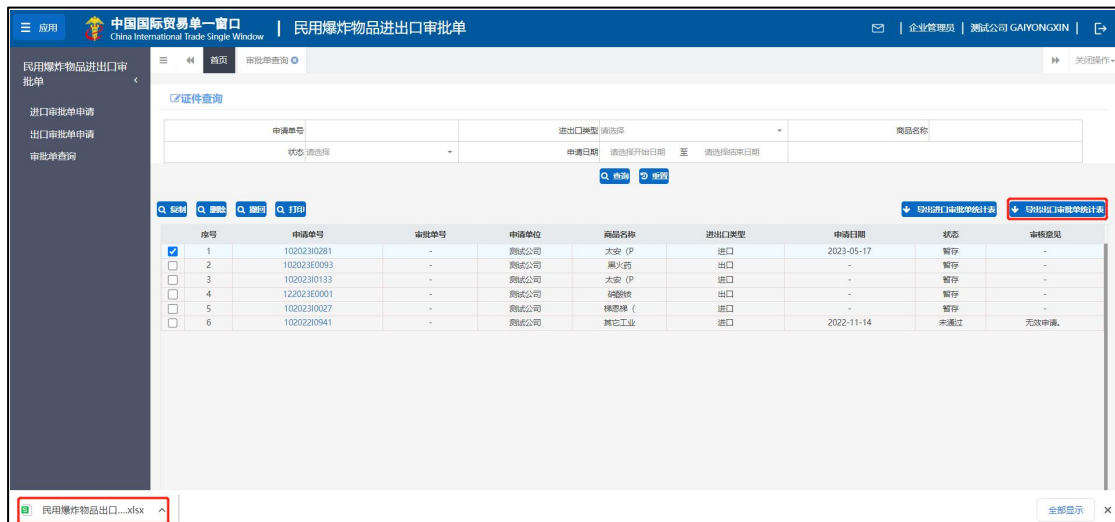 应用
中国国际贸易单一窗口
China International Trade Single Window
民用爆炸物品进出口审批单
企业管理员
测试公司 GAIYONGXIN
民用爆炸物品进出口审批单
进口审批单申请
出口审批单申请
审批单查询
首页
审批单查询
关闭操作
证件查询
申请单号
进出口类型 请选择
商品名称
状态 请选择
申请日期 请选择开始日期 至 请选择结束日期
查询 重置
复制 删除 撤回 打印
导出进口审批单统计表 导出出口审批单统计表
序号 申请单号 审批单号 申请单位 商品名称 进出口类型 申请日期 状态 审核意见
1 10202310281 - 测试公司 太安（P 进口 2023-05-17 暂存 -
2 102023E0093 - 测试公司 黑火药 出口 - 暂存 -
3 10202310133 - 测试公司 太安（P 进口 - 暂存 -
4 122023E0001 - 测试公司 硝酸铵 出口 - 暂存 -
5 10202310027 - 测试公司 梯恩梯（ 进口 - 暂存 -
6 10202210941 - 测试公司 其它工业 进口 2022-11-14 未通过 无效申请。
民用爆炸物品出口....xlsx
全部显示